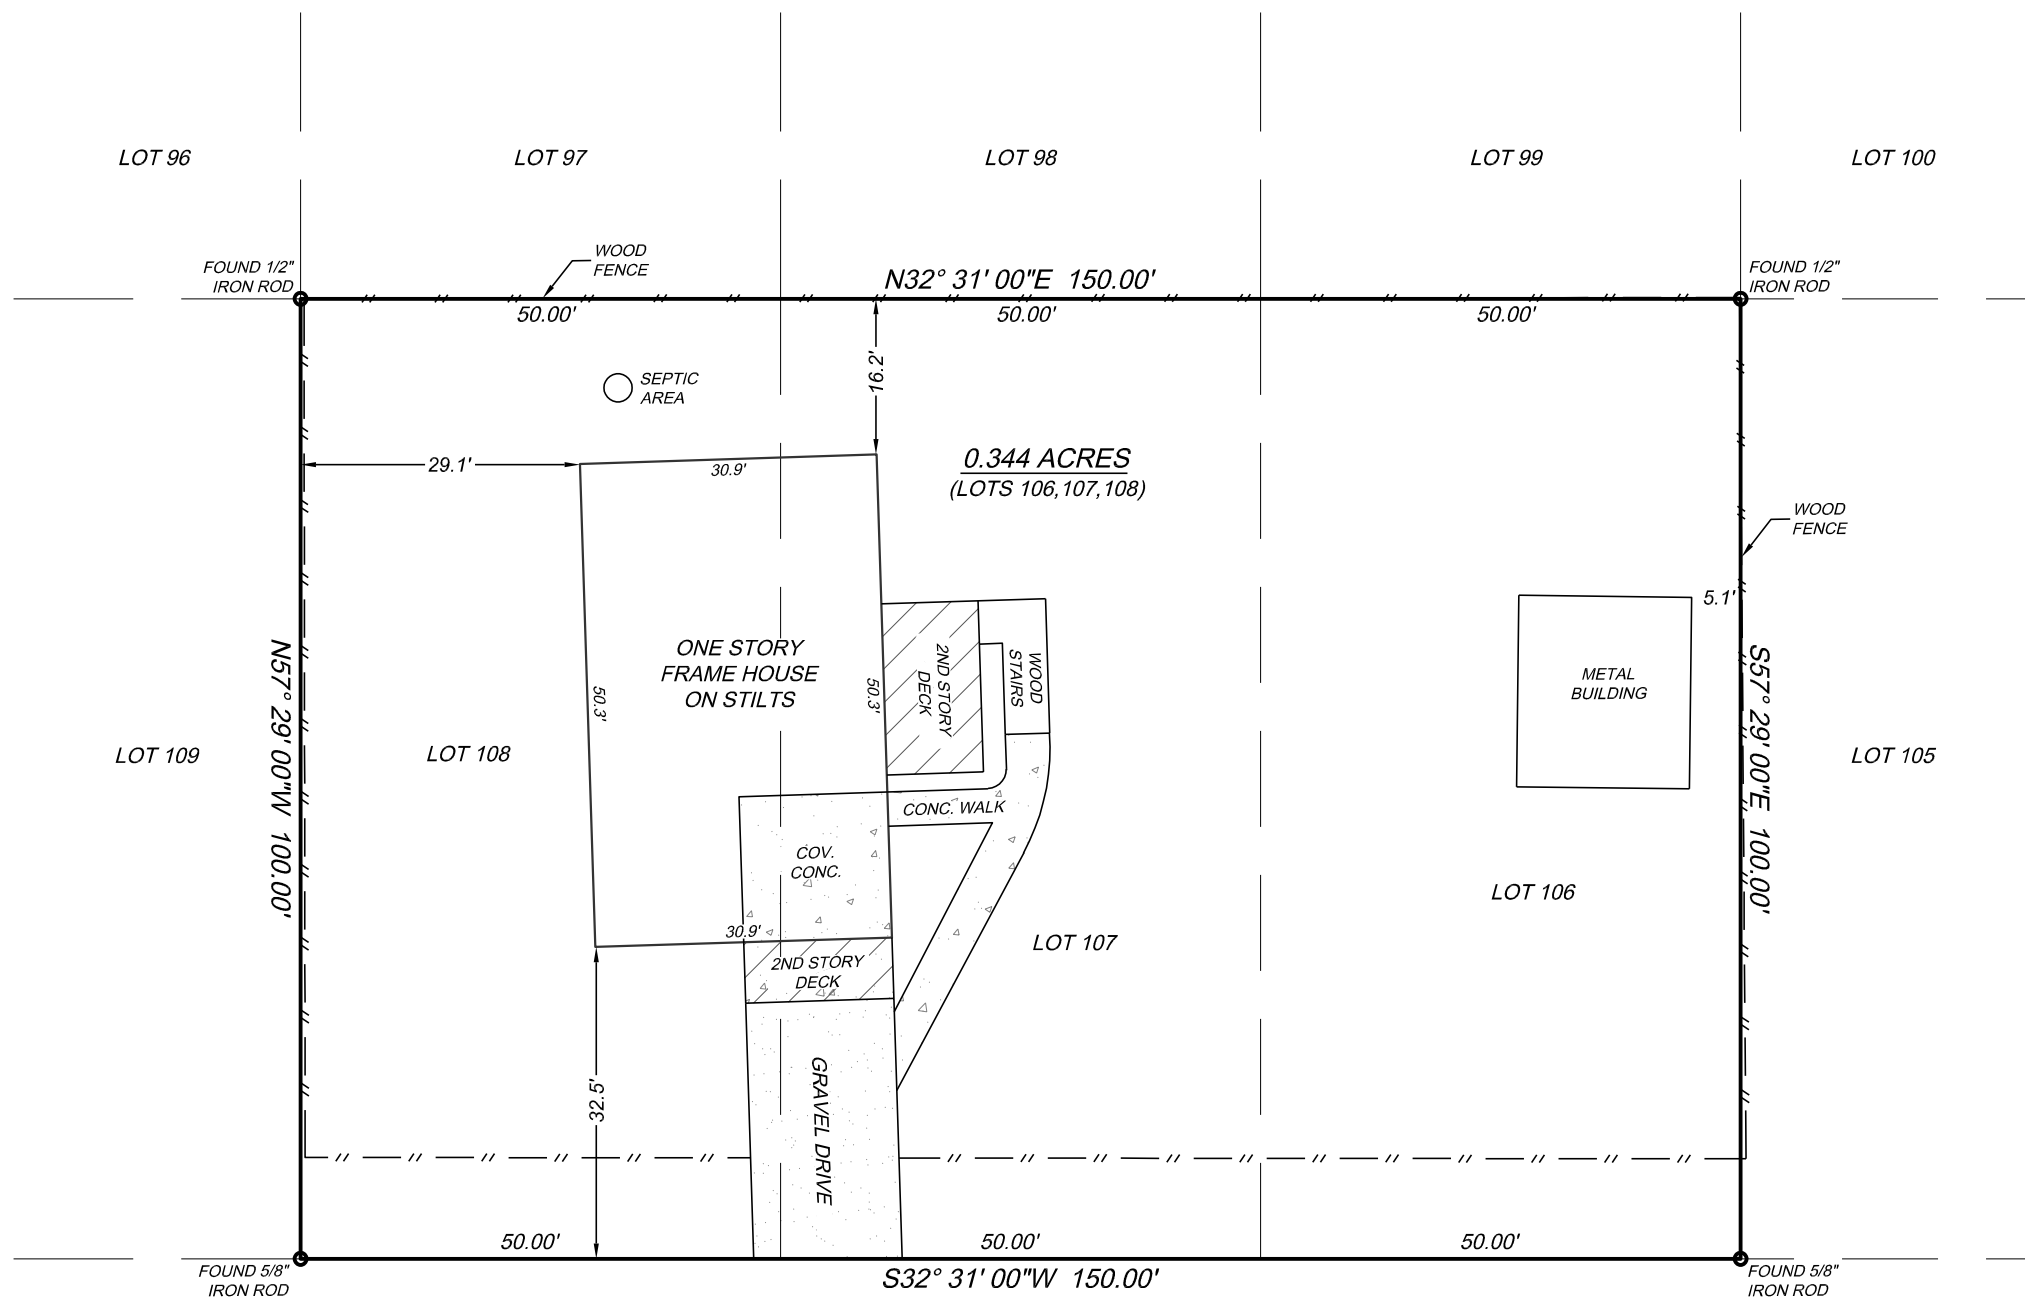 LOT 96
LOT 97
LOT 98
LOT 99
LOT 100
WOOD
FENCE
FOUND 1/2"
IRON ROD
N32° 31' 00"E  150.00'
FOUND 1/2"
IRON ROD
50.00'
50.00'
50.00'
16.2'
SEPTIC
AREA
29.1'
30.9'
0.344 ACRES
(LOTS 106,107,108)
WOOD
FENCE
5.1'
ONE STORY
FRAME HOUSE
ON STILTS
50.3'
50.3'
2ND STORY
DECK
WOOD
STAIRS
METAL
BUILDING
N57° 29' 00"W  100.00'
S57° 29' 00"E  100.00'
LOT 109
LOT 108
LOT 105
CONC. WALK
COV.
CONC.
LOT 106
30.9'
LOT 107
2ND STORY
DECK
32.5'
GRAVEL DRIVE
50.00'
50.00'
50.00'
FOUND 5/8"
IRON ROD
S32° 31' 00"W  150.00'
FOUND 5/8"
IRON ROD